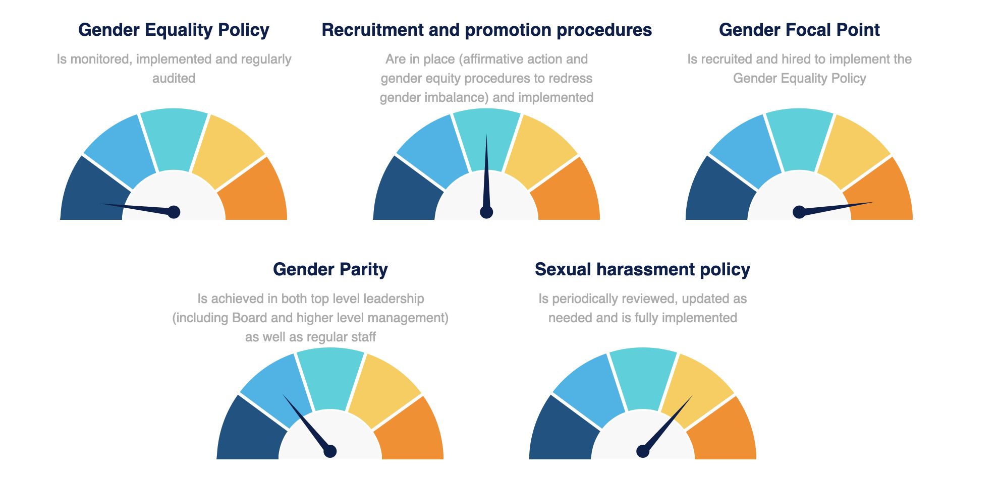 Gender Equality Policy
Is monitored, implemented and regularly
audited
Recruitment and promotion procedures
Are in place (affirmative action and
gender equity procedures to redress
gender imbalance) and implemented
Gender Focal Point
Is recruited and hired to implement the
Gender Equality Policy
Gender Parity
Is achieved in both top level leadership
(including Board and higher level management)
as well as regular staff
Sexual harassment policy
Is periodically reviewed, updated as
needed and is fully implemented